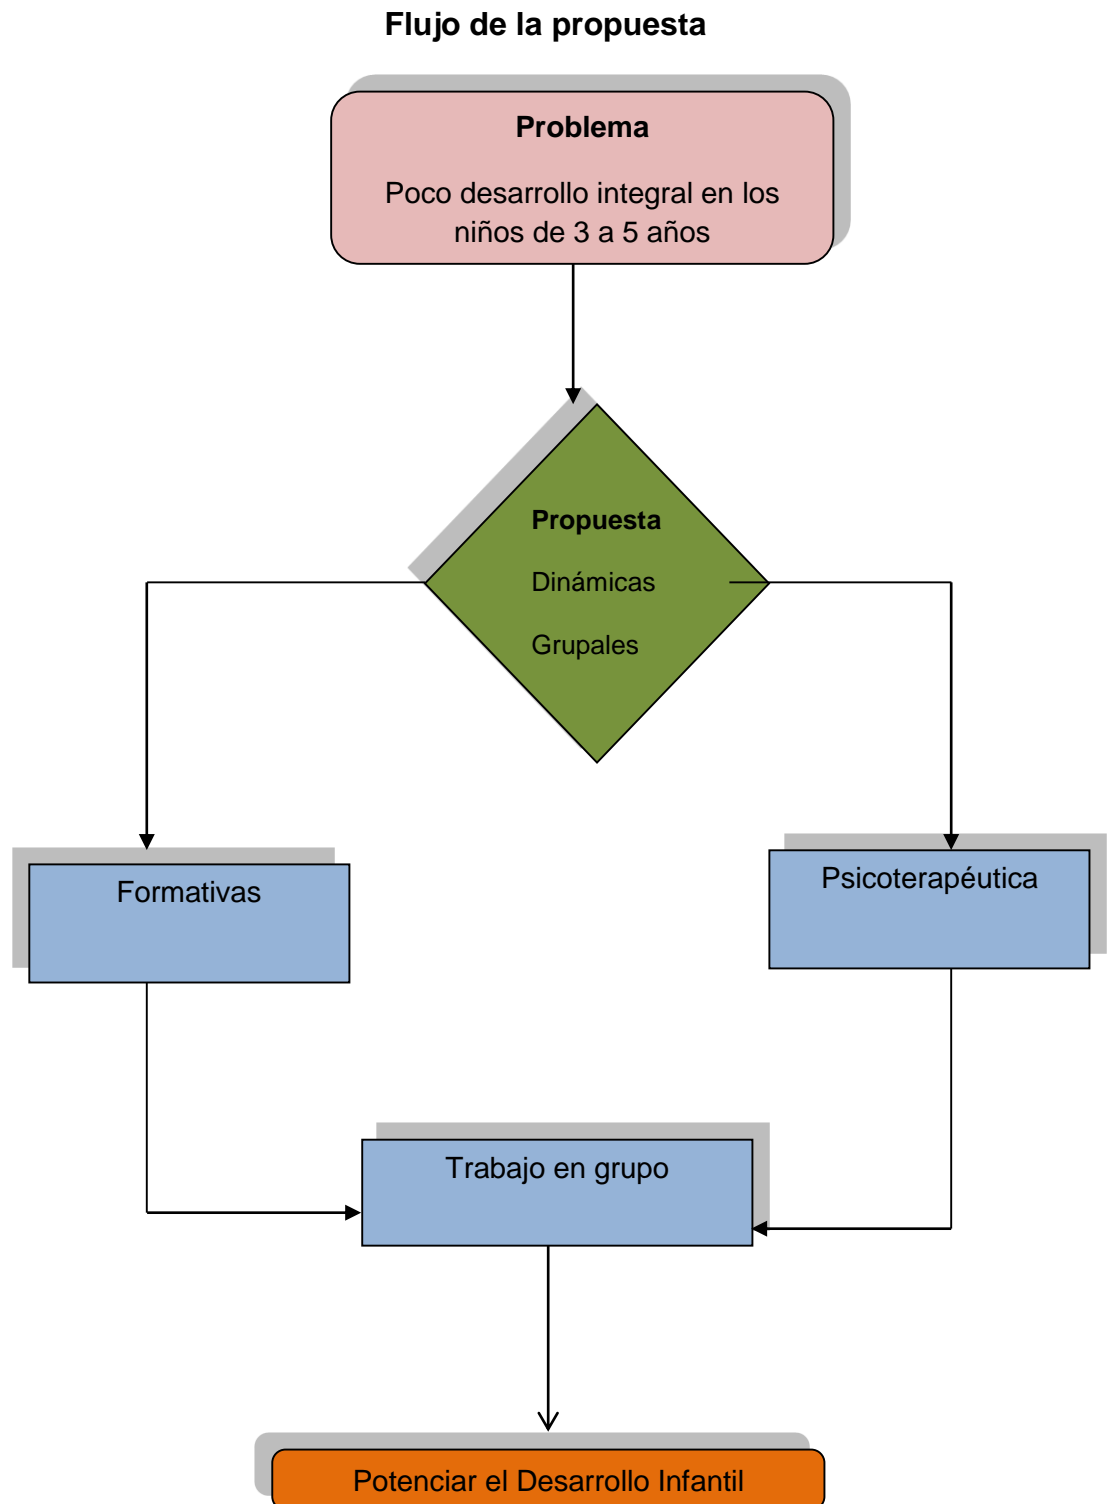 Flujo de la propuesta
Problema
Poco desarrollo integral en los
niños de 3 a 5 años
Propuesta
Dinámicas
Grupales
Formativas
Psicoterapéutica
Trabajo en grupo
Potenciar el Desarrollo Infantil